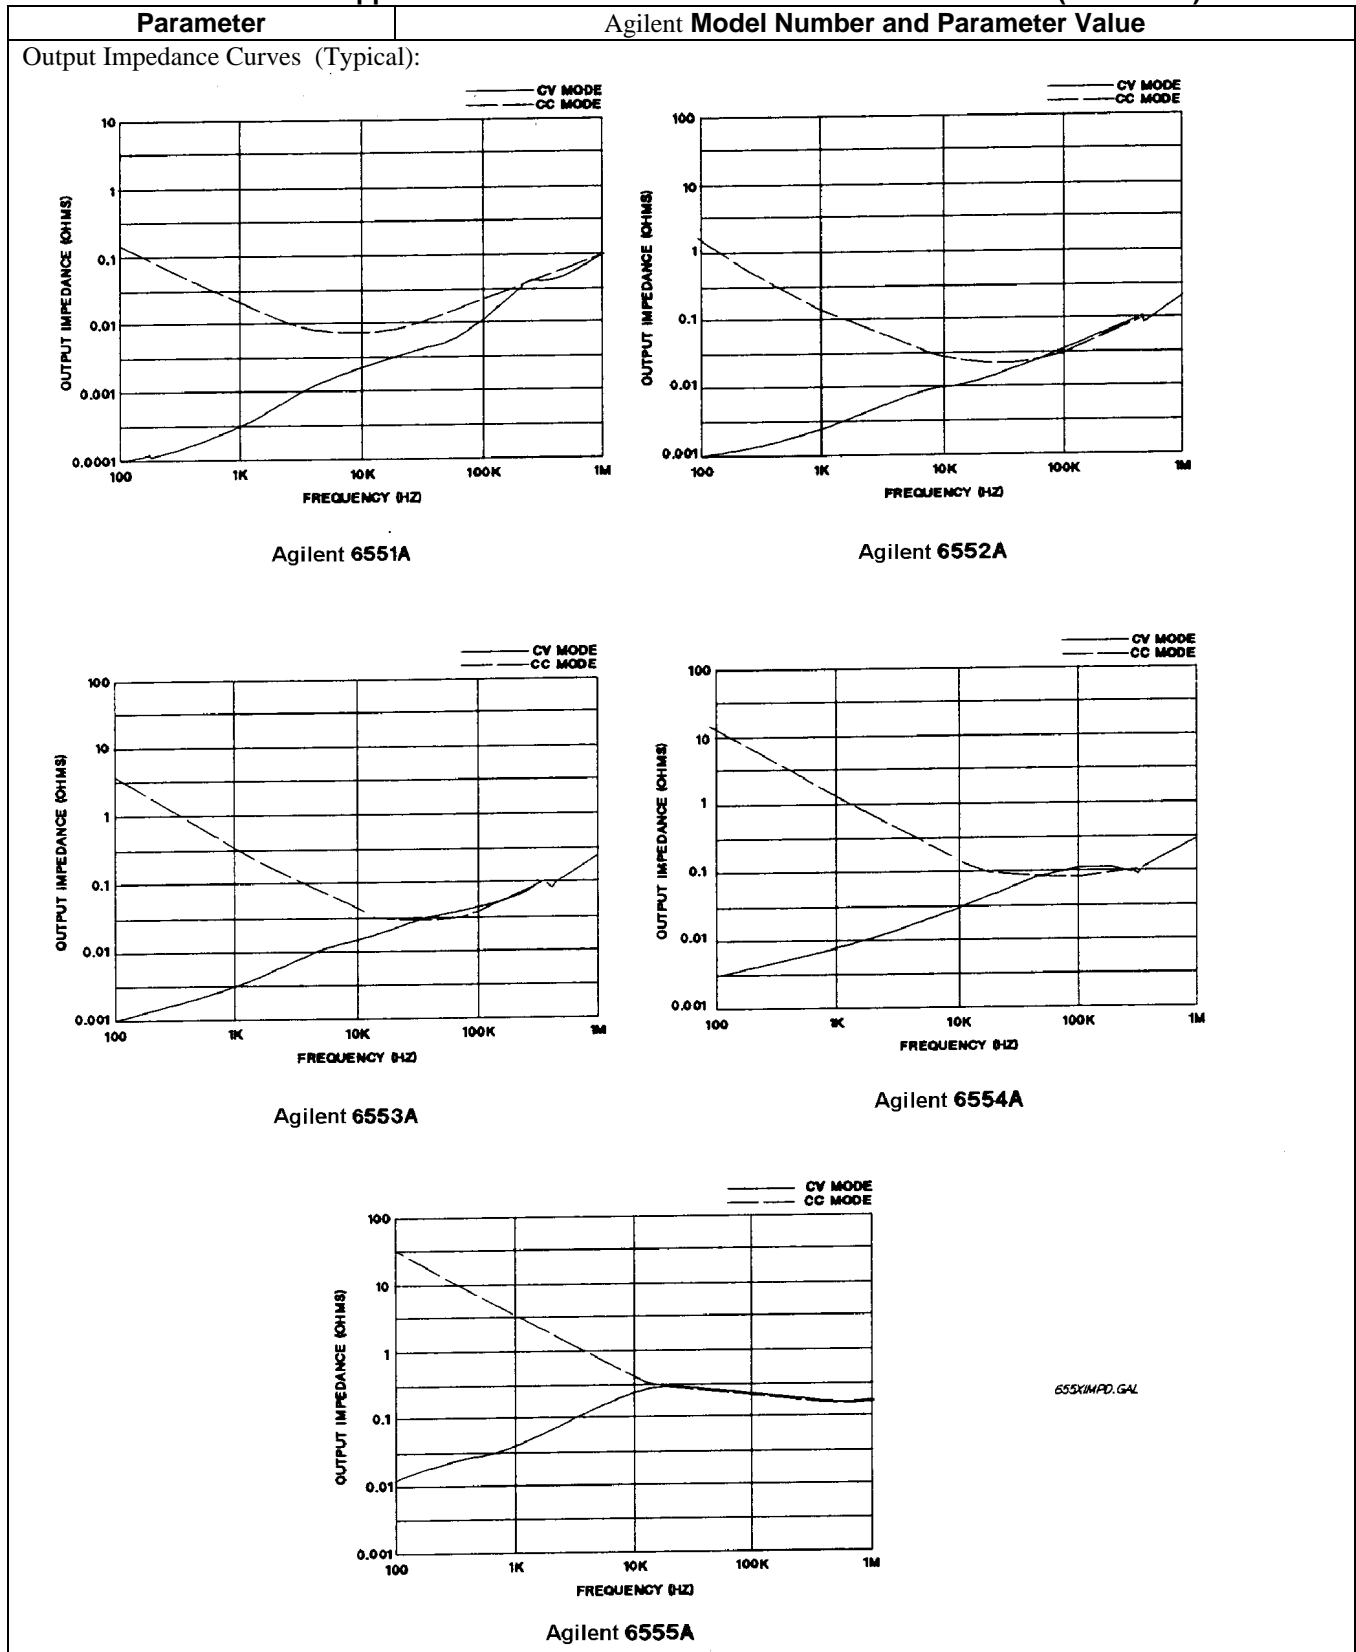 Parameter
Agilent Model Number and Parameter Value
Output Impedance Curves (Typical):
CV MODE
CC MODE
OUTPUT IMPEDANCE (OHMS)
10
1
0.1
0.01
0.001
0.0001
100 1K 10K 100K 1M
FREQUENCY (HZ)
Agilent 6551A
CV MODE
CC MODE
OUTPUT IMPEDANCE (OHMS)
100
10
1
0.1
0.01
0.001
100 1K 10K 100K 1M
FREQUENCY (HZ)
Agilent 6552A
CV MODE
CC MODE
OUTPUT IMPEDANCE (OHMS)
100
10
1
0.1
0.01
0.001
100 1K 10K 100K 1M
FREQUENCY (HZ)
Agilent 6553A
CV MODE
CC MODE
OUTPUT IMPEDANCE (OHMS)
100
10
1
0.1
0.01
0.001
100 1K 10K 100K 1M
FREQUENCY (HZ)
Agilent 6554A
CV MODE
CC MODE
OUTPUT IMPEDANCE (OHMS)
100
10
1
0.1
0.01
0.001
100 1K 10K 100K 1M
FREQUENCY (HZ)
655XIMPD.GAL
Agilent 6555A